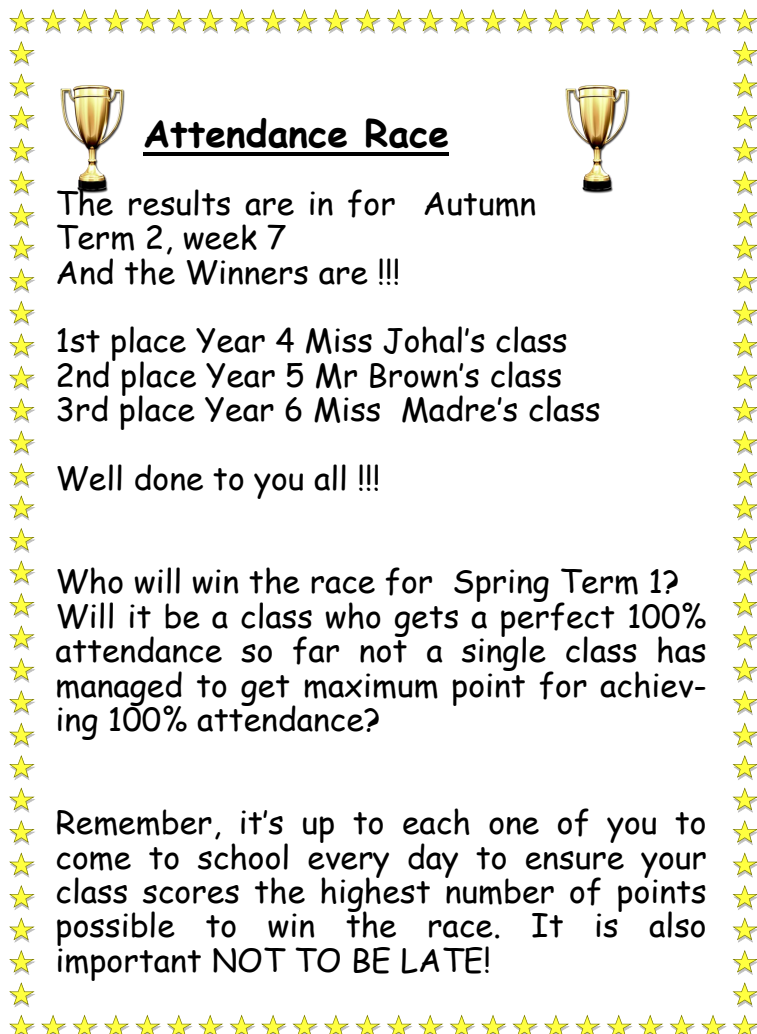 Attendance Race
The results are in for Autumn
Term 2, week 7
And the Winners are !!!
1st place Year 4 Miss Johal's class
2nd place Year 5 Mr Brown's class
3rd place Year 6 Miss Madre's class
Well done to you all !!!
Who will win the race for Spring Term 1?
Will it be a class who gets a perfect 100%
attendance so far not a single class has
managed to get maximum point for achiev-
ing 100% attendance?
Remember, it's up to each one of you to
come to school every day to ensure your
class scores the highest number of points
possible to win the race. It is also
important NOT TO BE LATE!